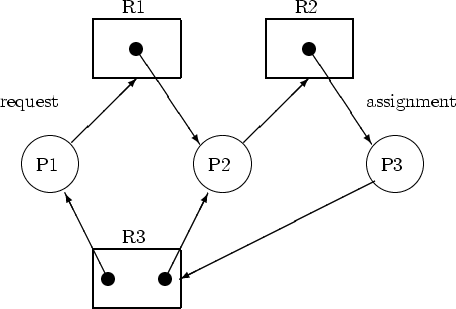 R1
R2
request
assignment
P1
P2
P3
R3